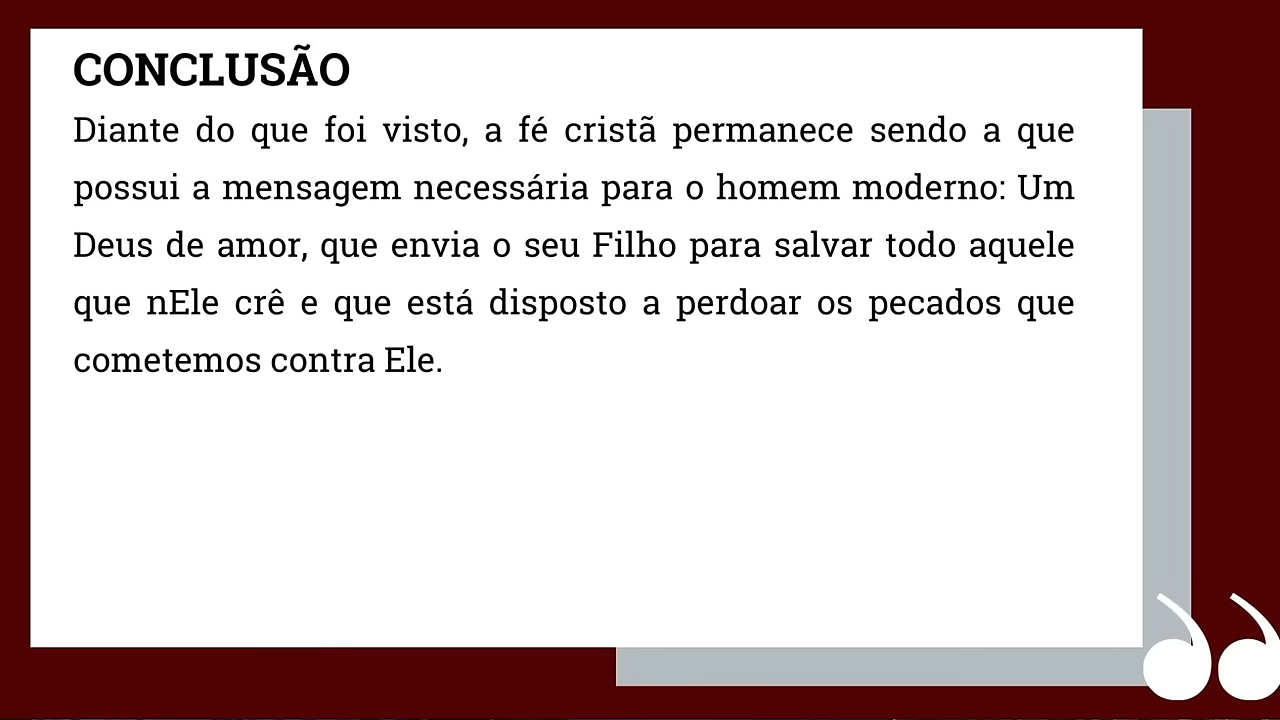 CONCLUSÃO
Diante do que foi visto, a fé cristã permanece sendo a que
possui a mensagem necessária para o homem moderno: Um
Deus de amor, que envia o seu Filho para salvar todo aquele
que nEle crê e que está disposto a perdoar os pecados que
cometemos contra Ele.